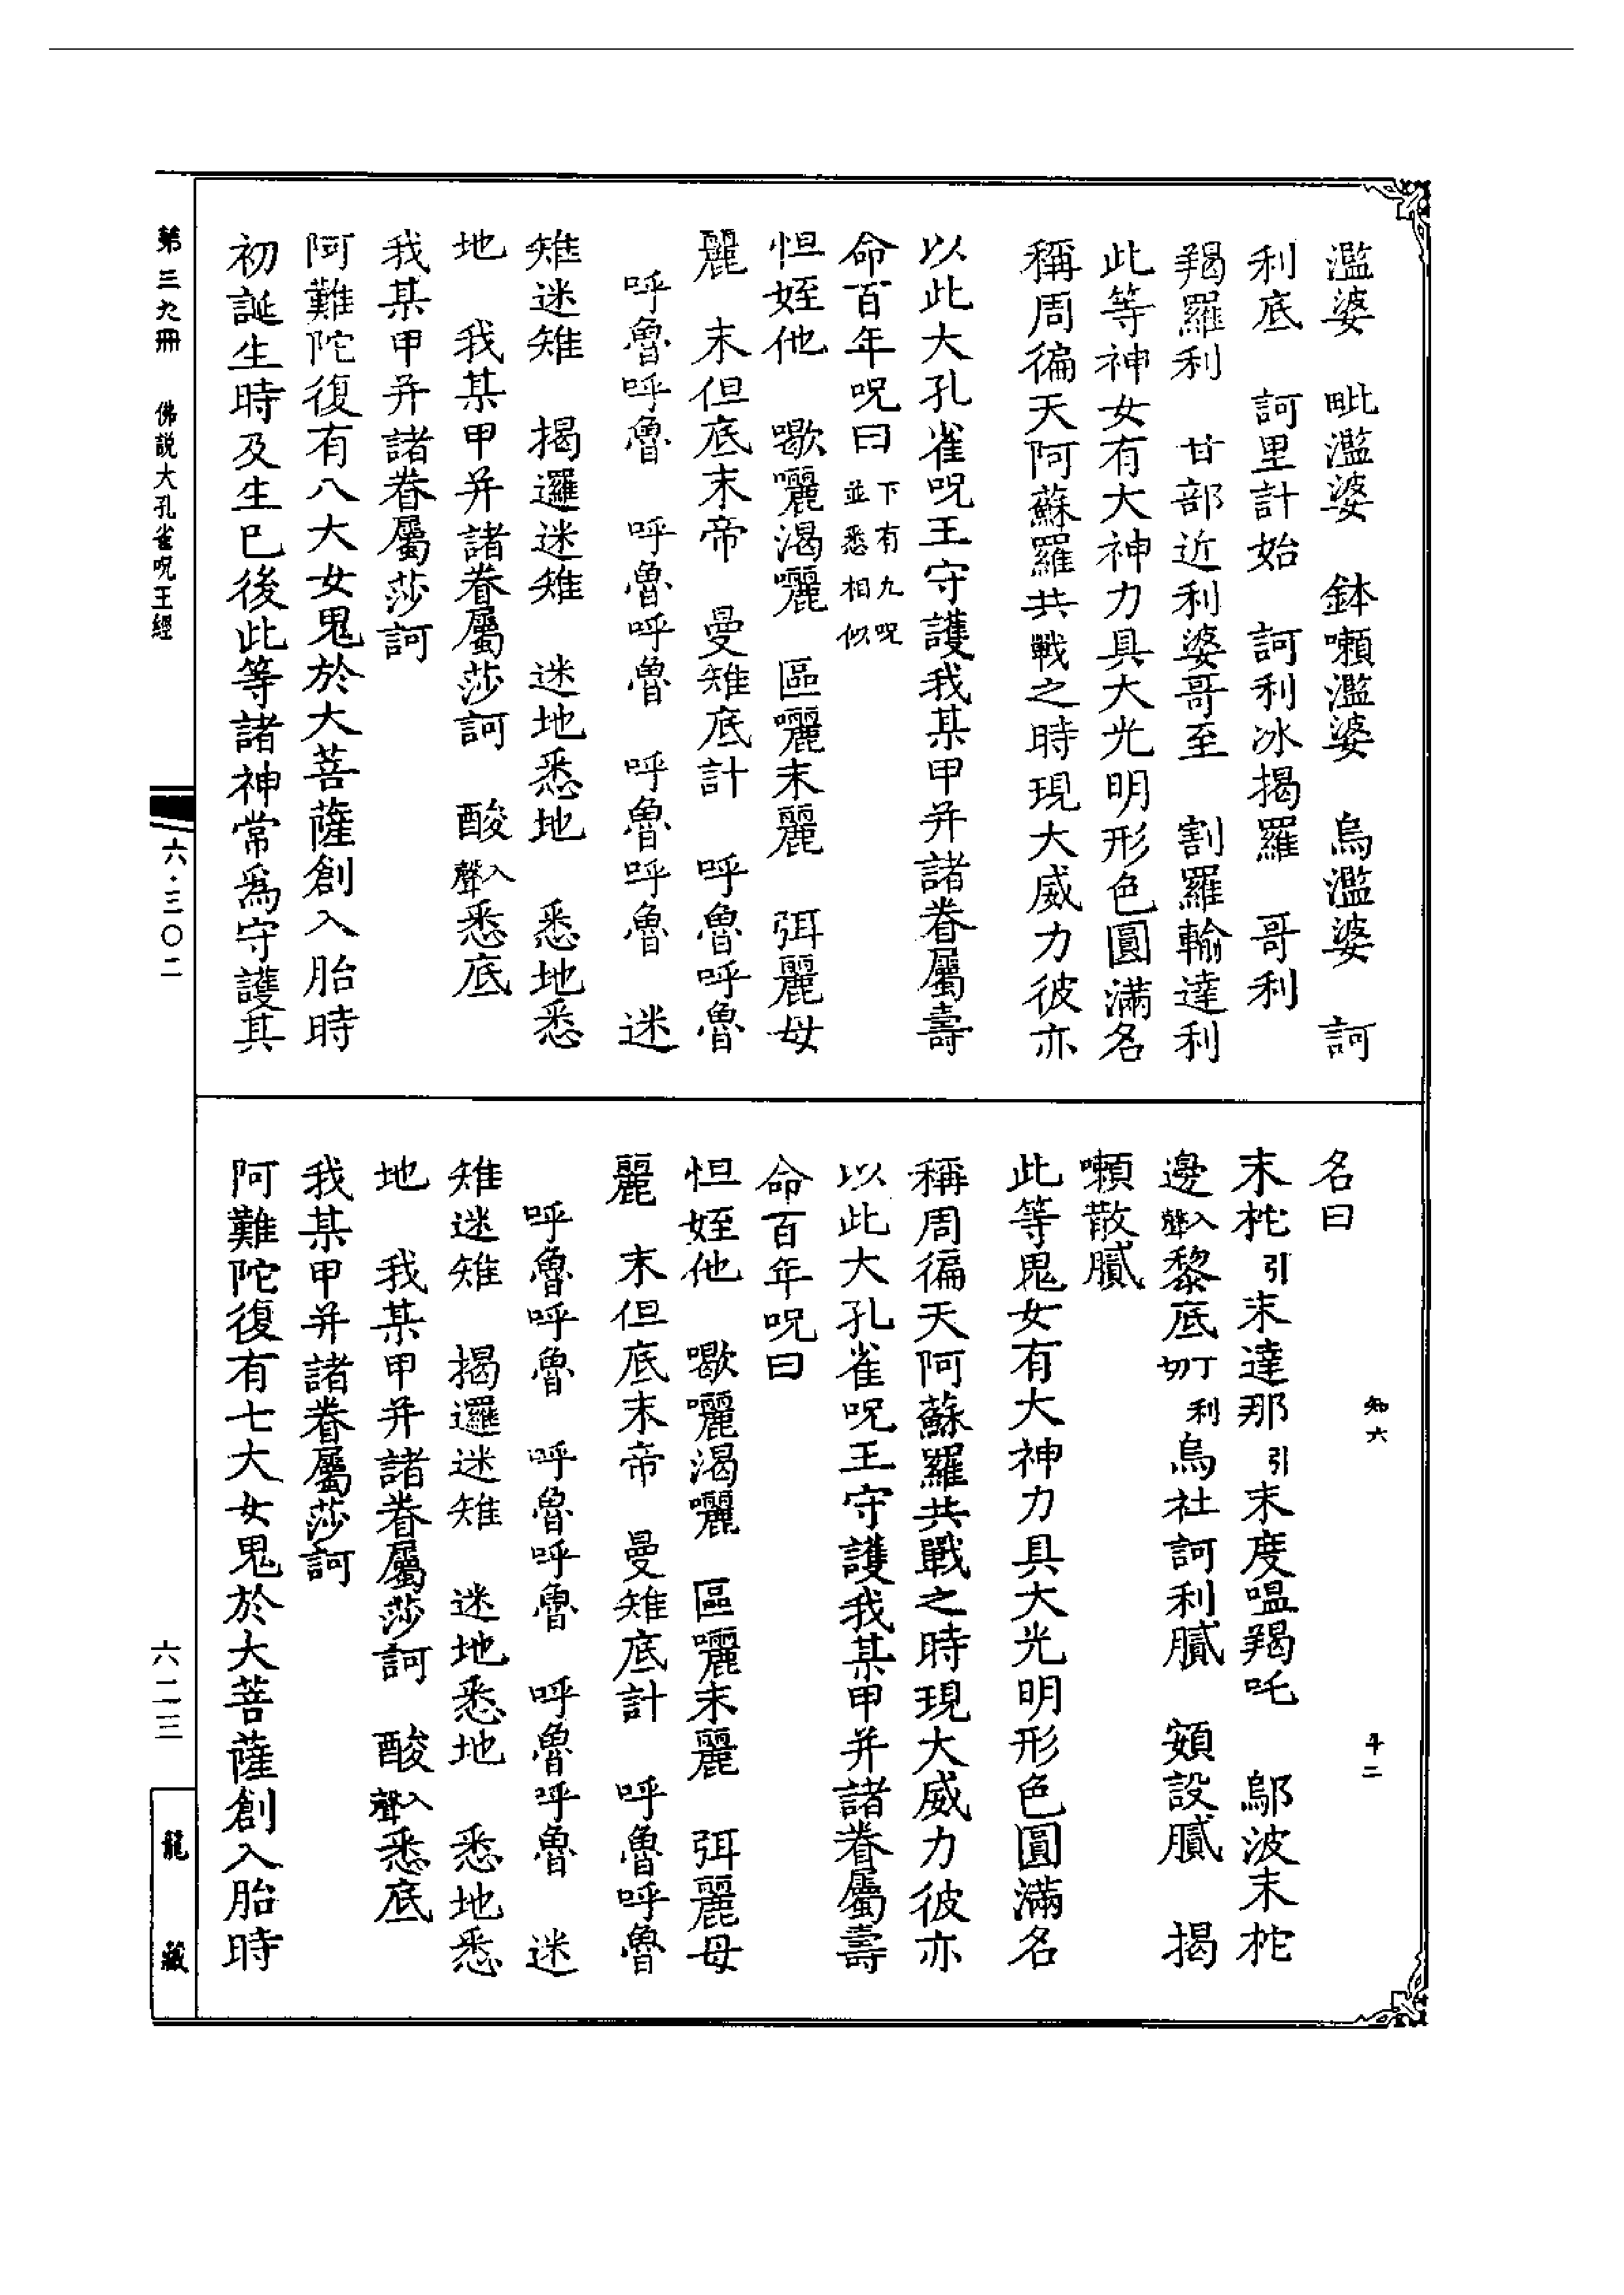 濫婆　毗濫婆　鉢囇濫婆　烏濫婆　訶
利底　訶里計始　訶利冰揭羅　哥利
羯羅利　甘部近利婆哥至　割羅輸達利
此等神女有大神力具大光明形色圓滿名
稱周徧天阿蘇羅共戰之時現大威力彼亦
以此大孔雀呪王守護我某甲并諸眷屬壽
命百年呪曰下有九呪並悉相似
怛姪他　歇囇渴囇　區囇末麗　弭麗母
麗　末但底末帝　曼雉底計　呼魯呼魯
呼魯呼魯　呼魯呼魯　呼魯呼魯　迷
雉迷雉　揭邏迷雉　迷地悉地　悉地悉
地　我某甲并諸眷屬莎訶　酸入聲悉底
我某甲并諸眷屬莎訶
阿難陀復有八大女鬼於大菩薩創入胎時
初誕生時及生已後此等諸神常為守護其
名曰
末柁引末達那引末度嗢羯吒　鄔波末柁
邊入聲黎底丁利切烏社訶利膩　頞設膩　揭
囇散膩
此等鬼女有大神力具大光明形色圓滿名
稱周徧天阿蘇羅共戰之時現大威力彼亦
以此大孔雀呪王守護我某甲并諸眷屬壽
命百年呪曰
怛姪他　歇囇渴囇　區囇末麗　弭麗母
麗　末但底末帝　曼雉底計　呼魯呼魯
呼魯呼魯　呼魯呼魯　呼魯呼魯　迷
雉迷雉　揭邏迷雉　迷地悉地　悉地悉
地　我某甲并諸眷屬莎訶　酸入聲悉底
我某甲并諸眷屬莎訶
阿難陀復有七大女鬼於大菩薩創入胎時
知六
斗二
第三九冊　佛說大孔雀呪王經
六·三〇二
六二三
龍藏